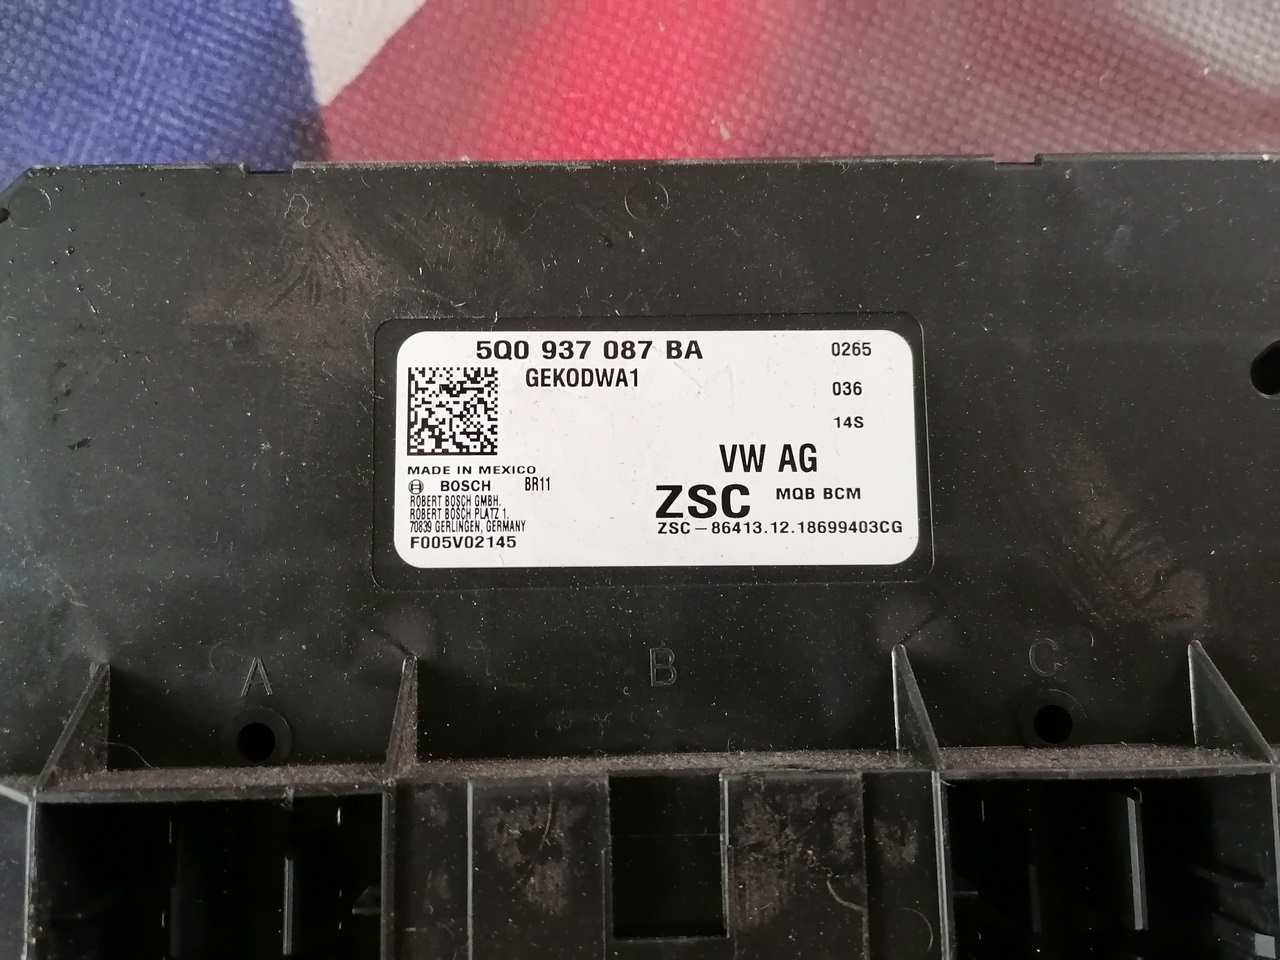 5Q0 937 087 BA
0265
GEKODWA1
036
14S
VW AG
MADE IN MEXICO
BOSCH BR11
ZSC MQB BCM
ROBERT BOSCH GMBH.
ROBERT BOSCH PLATZ 1.
70839 GERLINGEN, GERMANY
ZSC-86413.12.18699403CG
F005V02145
A B C